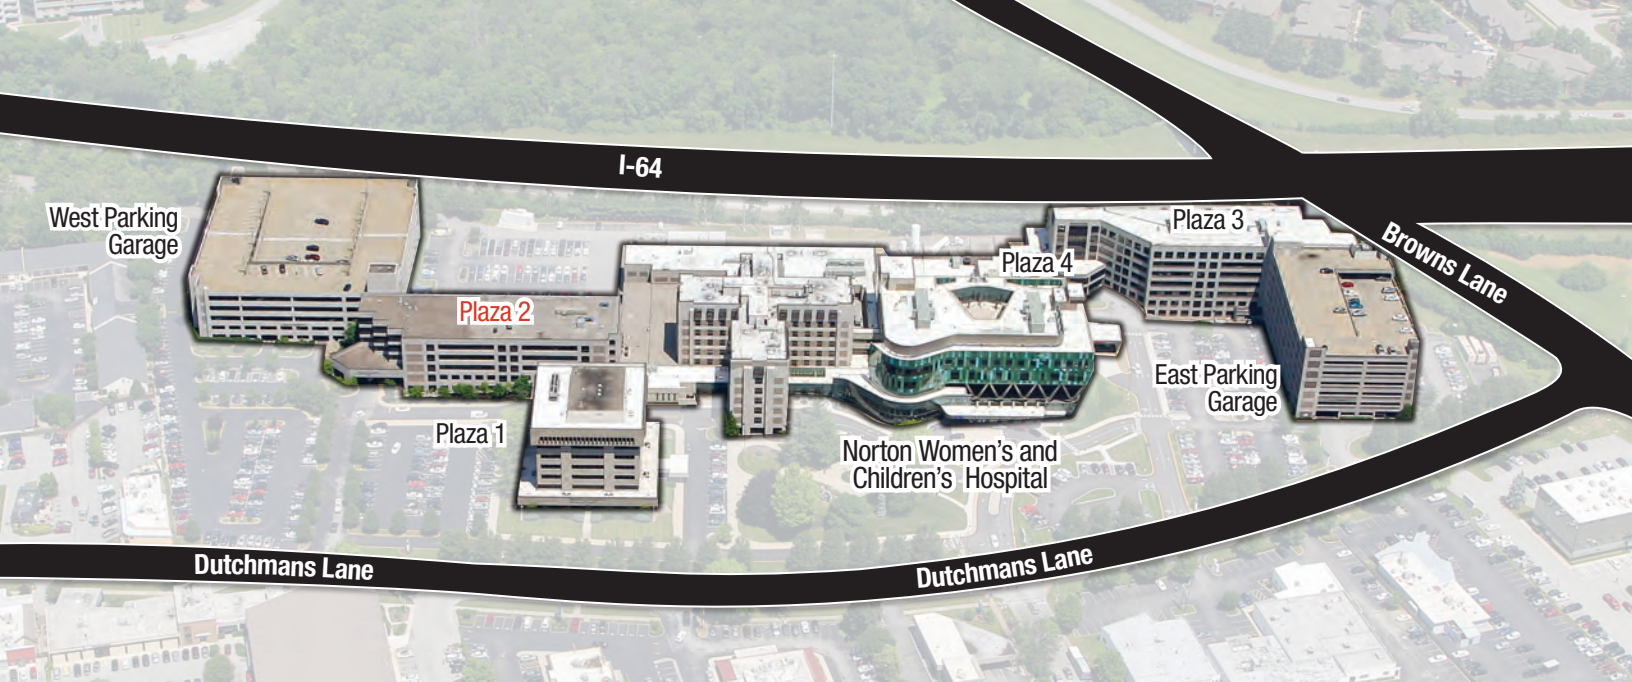 I-64
West Parking
Garage
Plaza 3
Browns Lane
Plaza 4
Plaza 2
East Parking
Garage
Plaza 1
Norton Women's and
Children's Hospital
Dutchmans Lane
Dutchmans Lane